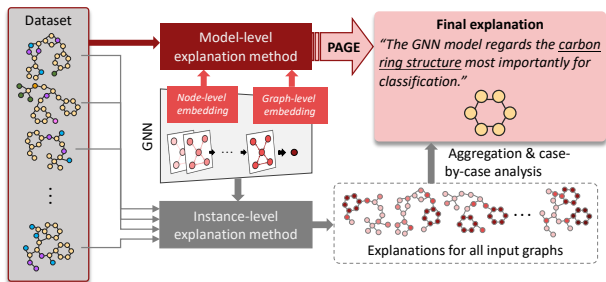 Dataset
Model-level
explanation method
PAGE
Final explanation
“The GNN model regards the carbon
ring structure most importantly for
classification.”
Node-level
embedding
Graph-level
embedding
GNN
Aggregation & case-
by-case analysis
Instance-level
explanation method
Explanations for all input graphs